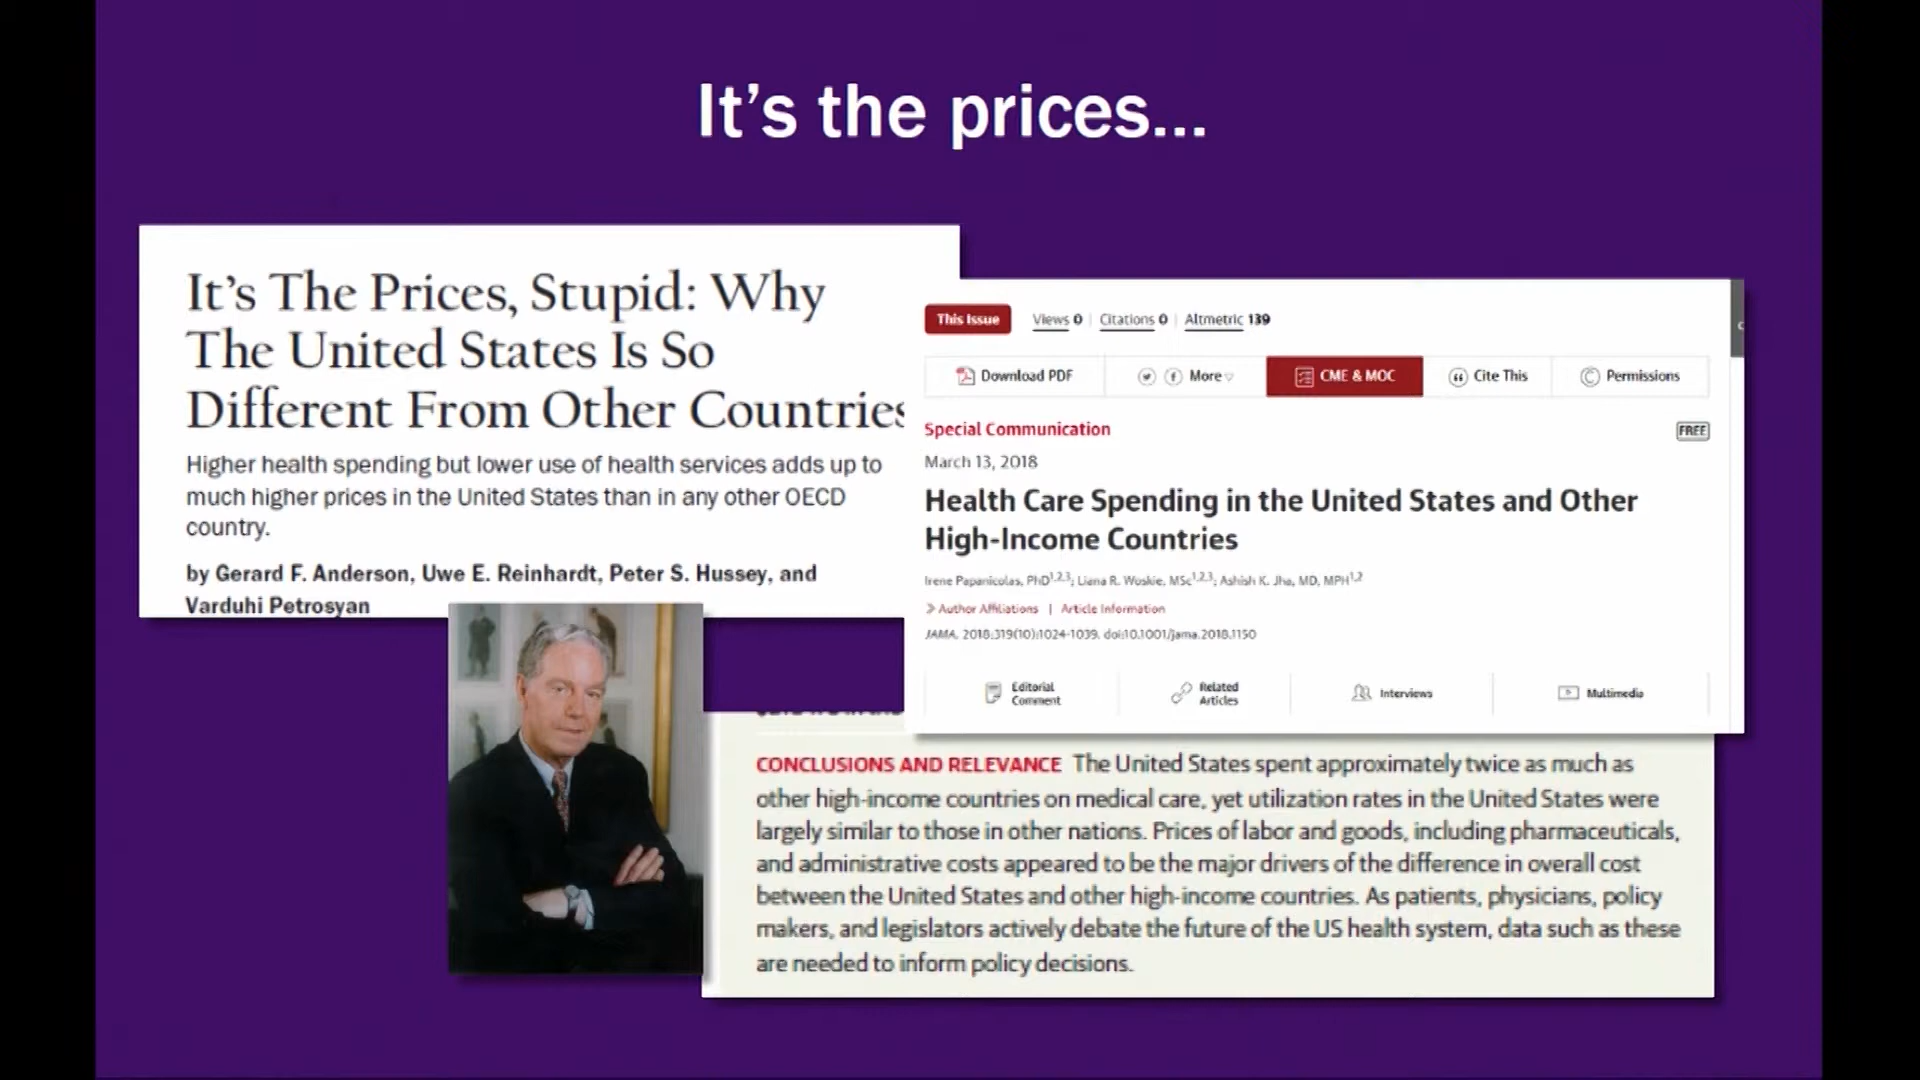 It's the prices...
It's The Prices, Stupid: Why
The United States Is So
Different From Other Countries
Higher health spending but lower use of health services adds up to
much higher prices in the United States than in any other OECD
country.
by Gerard F. Anderson, Uwe E. Reinhardt, Peter S. Hussey, and
Varduhi Petrosyan
This Issue Views 0 | Citations 0 | Altmetric 139
Download PDF More CME & MOC Cite This Permissions
Special Communication FREE
March 13, 2018
Health Care Spending in the United States and Other
High-Income Countries
Irene Papanicolas, PhD1,2,3; Liana R. Woskie, MSc1,2,3; Ashish K. Jha, MD, MPH1,2
Author Affiliations | Article Information
JAMA. 2018;319(10):1024-1039. doi:10.1001/jama.2018.1150
Editorial Comment Related Articles Interviews Multimedia
CONCLUSIONS AND RELEVANCE The United States spent approximately twice as much as
other high-income countries on medical care, yet utilization rates in the United States were
largely similar to those in other nations. Prices of labor and goods, including pharmaceuticals,
and administrative costs appeared to be the major drivers of the difference in overall cost
between the United States and other high-income countries. As patients, physicians, policy
makers, and legislators actively debate the future of the US health system, data such as these
are needed to inform policy decisions.